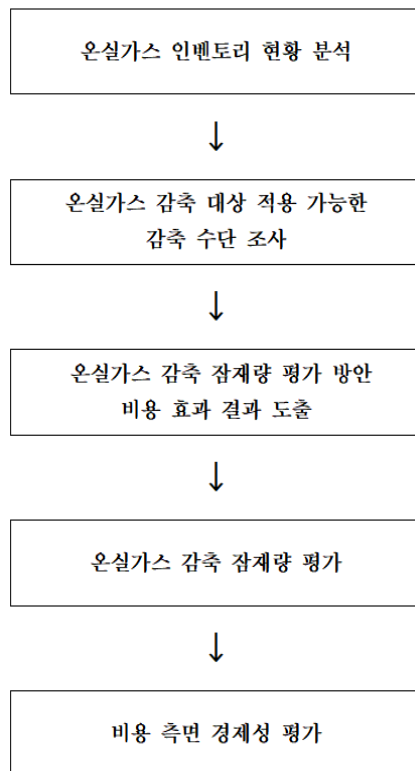 온실가스 인벤토리 현황 분석
↓
온실가스 감축 대상 적용 가능한
감축 수단 조사
↓
온실가스 감축 잠재량 평가 방안
비용 효과 결과 도출
↓
온실가스 감축 잠재량 평가
↓
비용 측면 경제성 평가